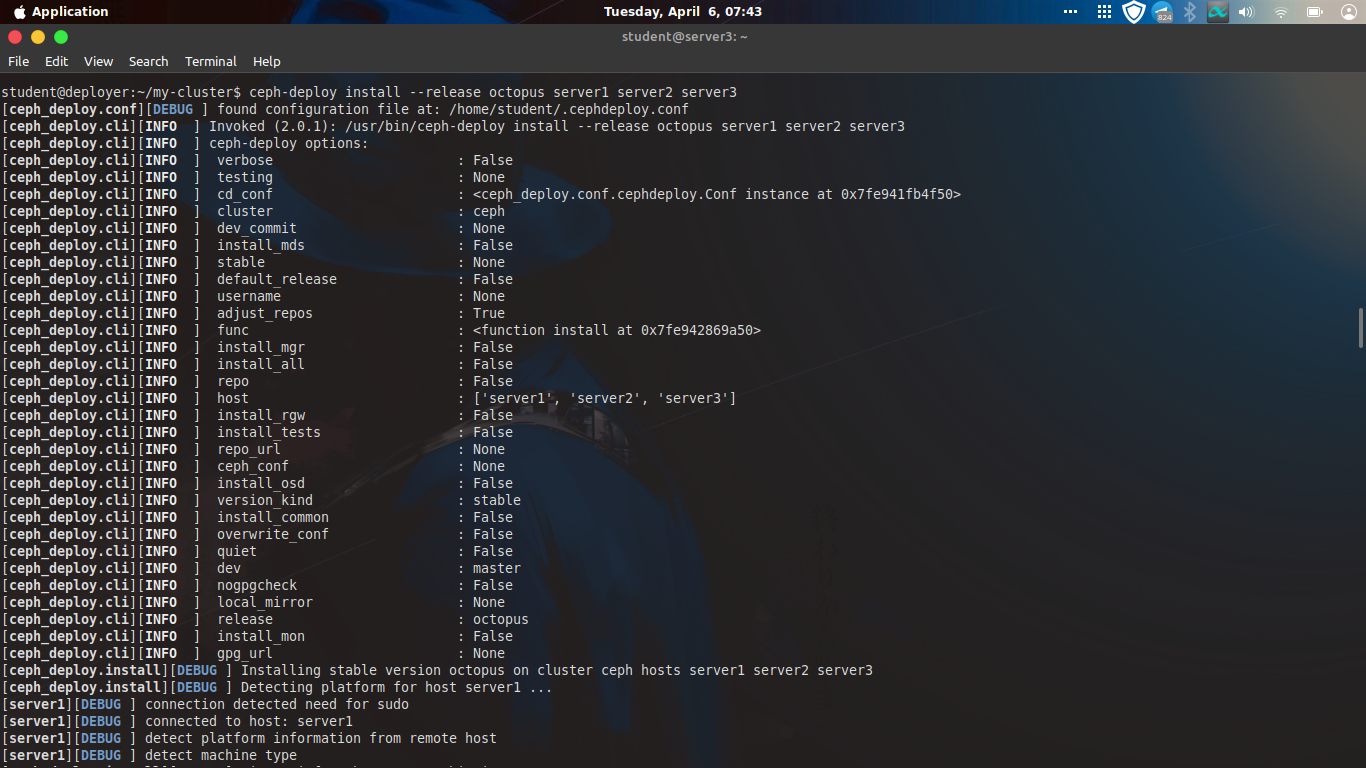 Application
Tuesday, April 6, 07:43
824
student@server3: ~
File Edit View Search Terminal Help
student@deployer:~/my-cluster$ ceph-deploy install --release octopus server1 server2 server3
[ceph_deploy.conf][DEBUG ] found configuration file at: /home/student/.cephdeploy.conf
[ceph_deploy.cli][INFO  ] Invoked (2.0.1): /usr/bin/ceph-deploy install --release octopus server1 server2 server3
[ceph_deploy.cli][INFO  ] ceph-deploy options:
[ceph_deploy.cli][INFO  ]  verbose                       : False
[ceph_deploy.cli][INFO  ]  testing                       : None
[ceph_deploy.cli][INFO  ]  cd_conf                       : <ceph_deploy.conf.cephdeploy.Conf instance at 0x7fe941fb4f50>
[ceph_deploy.cli][INFO  ]  cluster                       : ceph
[ceph_deploy.cli][INFO  ]  dev_commit                    : None
[ceph_deploy.cli][INFO  ]  install_mds                   : False
[ceph_deploy.cli][INFO  ]  stable                        : None
[ceph_deploy.cli][INFO  ]  default_release               : False
[ceph_deploy.cli][INFO  ]  username                      : None
[ceph_deploy.cli][INFO  ]  adjust_repos                  : True
[ceph_deploy.cli][INFO  ]  func                          : <function install at 0x7fe942869a50>
[ceph_deploy.cli][INFO  ]  install_mgr                   : False
[ceph_deploy.cli][INFO  ]  install_all                   : False
[ceph_deploy.cli][INFO  ]  repo                          : False
[ceph_deploy.cli][INFO  ]  host                          : ['server1', 'server2', 'server3']
[ceph_deploy.cli][INFO  ]  install_rgw                   : False
[ceph_deploy.cli][INFO  ]  install_tests                 : False
[ceph_deploy.cli][INFO  ]  repo_url                      : None
[ceph_deploy.cli][INFO  ]  ceph_conf                     : None
[ceph_deploy.cli][INFO  ]  install_osd                   : False
[ceph_deploy.cli][INFO  ]  version_kind                  : stable
[ceph_deploy.cli][INFO  ]  install_common                : False
[ceph_deploy.cli][INFO  ]  overwrite_conf                : False
[ceph_deploy.cli][INFO  ]  quiet                         : False
[ceph_deploy.cli][INFO  ]  dev                           : master
[ceph_deploy.cli][INFO  ]  nogpgcheck                    : False
[ceph_deploy.cli][INFO  ]  local_mirror                  : None
[ceph_deploy.cli][INFO  ]  release                       : octopus
[ceph_deploy.cli][INFO  ]  install_mon                   : False
[ceph_deploy.cli][INFO  ]  gpg_url                       : None
[ceph_deploy.install][DEBUG ] Installing stable version octopus on cluster ceph hosts server1 server2 server3
[ceph_deploy.install][DEBUG ] Detecting platform for host server1 ...
[server1][DEBUG ] connection detected need for sudo
[server1][DEBUG ] connected to host: server1
[server1][DEBUG ] detect platform information from remote host
[server1][DEBUG ] detect machine type